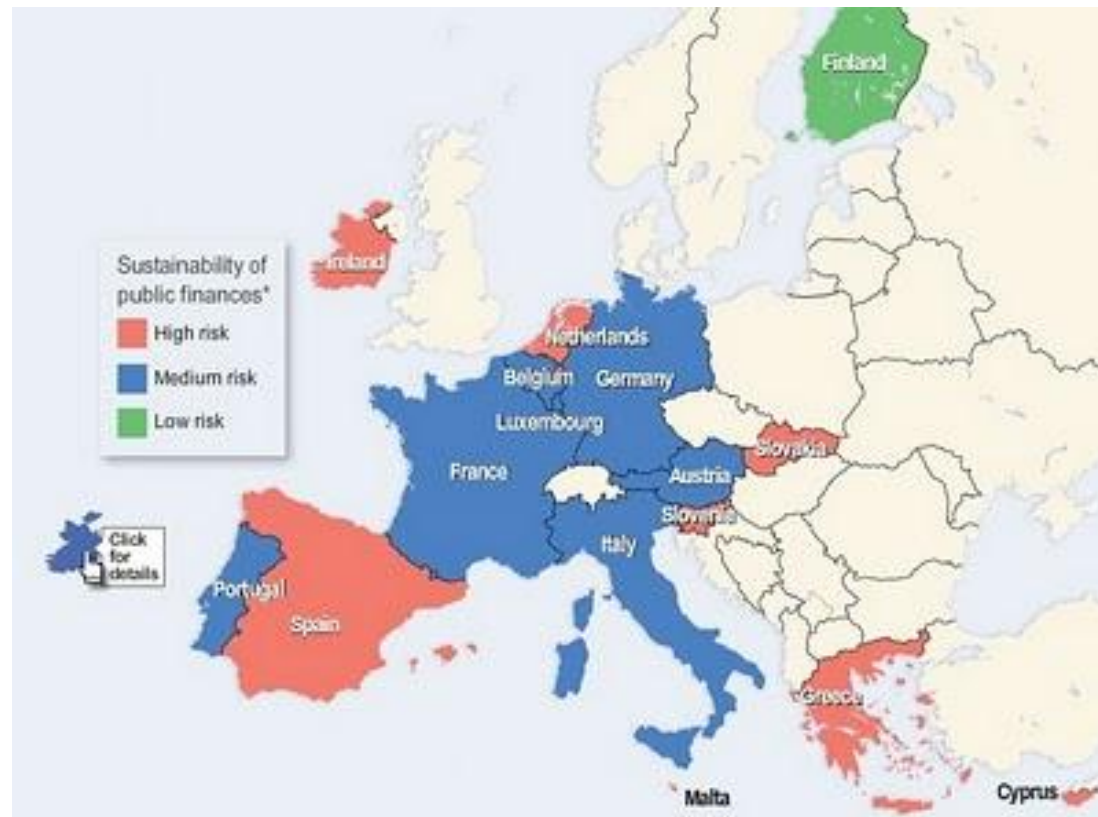 Finland
Ireland
Sustainability of
public finances*
High risk
Medium risk
Low risk
Netherlands
Belgium
Germany
Luxembourg
France
Slovakia
Austria
Slovenia
Italy
Click
for
details
Portugal
Spain
Greece
Malta
Cyprus